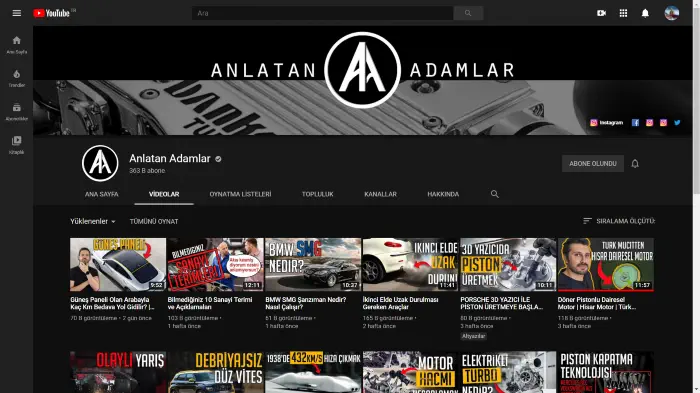 YouTube TR
Ara
Ana Sayfa
Trendler
Abonelikler
Kitaplık
ANLATAN ADAMLAR
Instagram
Anlatan Adamlar
363 B abone
ABONE OLUNDU
ANA SAYFA VİDEOLAR OYNATMA LİSTELERİ TOPLULUK KANALLAR HAKKINDA
Yüklenenler TÜMÜNÜ OYNAT
SIRALAMA ÖLÇÜTÜ:
GÜNEŞ PANELİ
9:52
Güneş Paneli Olan Arabayla
Kaç Km Bedava Yol Gidilir? |
70 B görüntüleme • 2 gün önce
BİLMEDİĞİNİZ
SANAYİ
TERİMLERİ
12:11
Bilmediğiniz 10 Sanayi Terimi
ve Açıklamaları
103 B görüntüleme •
1 hafta önce
BMW SMG
NEDİR?
10:37
BMW SMG Şanzıman Nedir?
Nasıl Çalışır?
61 B görüntüleme •
1 hafta önce
İKİNCİ ELDE
UZAK
DURUN!
11:41
İkinci Elde Uzak Durulması
Gereken Araçlar
165 B görüntüleme •
2 hafta önce
3D YAZICIDA
PİSTON
ÜRETMEK
10:11
PORSCHE 3D YAZICI İLE
PİSTON ÜRETMEYE BAŞLA...
80 B görüntüleme •
3 hafta önce
Altyazılar
TÜRK MUCİTTEN
HİSAR DAİRESEL MOTOR
11:57
Döner Pistonlu Dairesel
Motor | Hisar Motor | Türk...
118 B görüntüleme •
3 hafta önce
OLAYLI YARIŞ
DEBRİYAJSIZ
DÜZ VİTES
1938'DE 432KM/S HIZA ÇIKMAK
MOTOR
HACMİ
ELEKTRİKLİ
TURBO
NEDİR?
PİSTON KAPATMA
TEKNOLOJİSİ